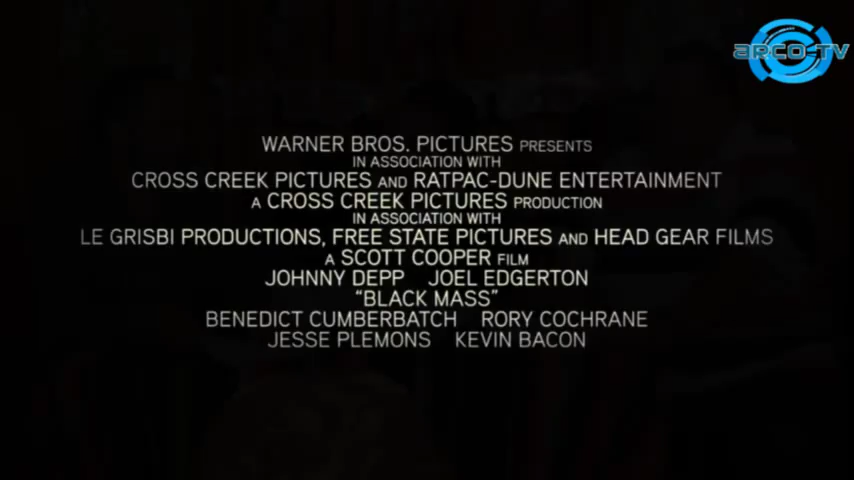 ARCO-TV
WARNER BROS. PICTURES PRESENTS
IN ASSOCIATION WITH
CROSS CREEK PICTURES AND RATPAC-DUNE ENTERTAINMENT
A CROSS CREEK PICTURES PRODUCTION
IN ASSOCIATION WITH
LE GRISBI PRODUCTIONS, FREE STATE PICTURES AND HEAD GEAR FILMS
A SCOTT COOPER FILM
JOHNNY DEPP JOEL EDGERTON
“BLACK MASS”
BENEDICT CUMBERBATCH RORY COCHRANE
JESSE PLEMONS KEVIN BACON